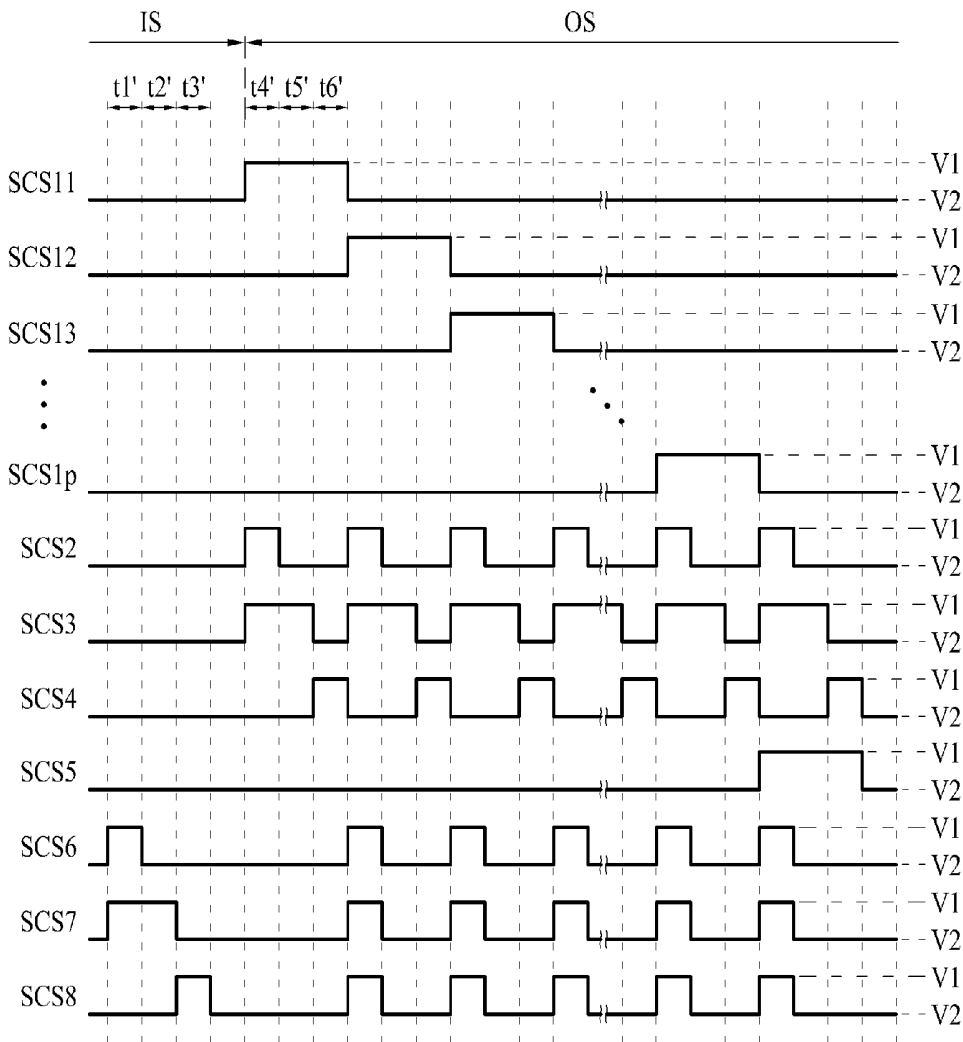 IS OS
t1' t2' t3' t4' t5' t6'
SCS11 V1
V2
SCS12 V1
V2
SCS13 V1
V2
SCS1p V1
V2
SCS2 V1
V2
SCS3 V1
V2
SCS4 V1
V2
SCS5 V1
V2
SCS6 V1
V2
SCS7 V1
V2
SCS8 V1
V2